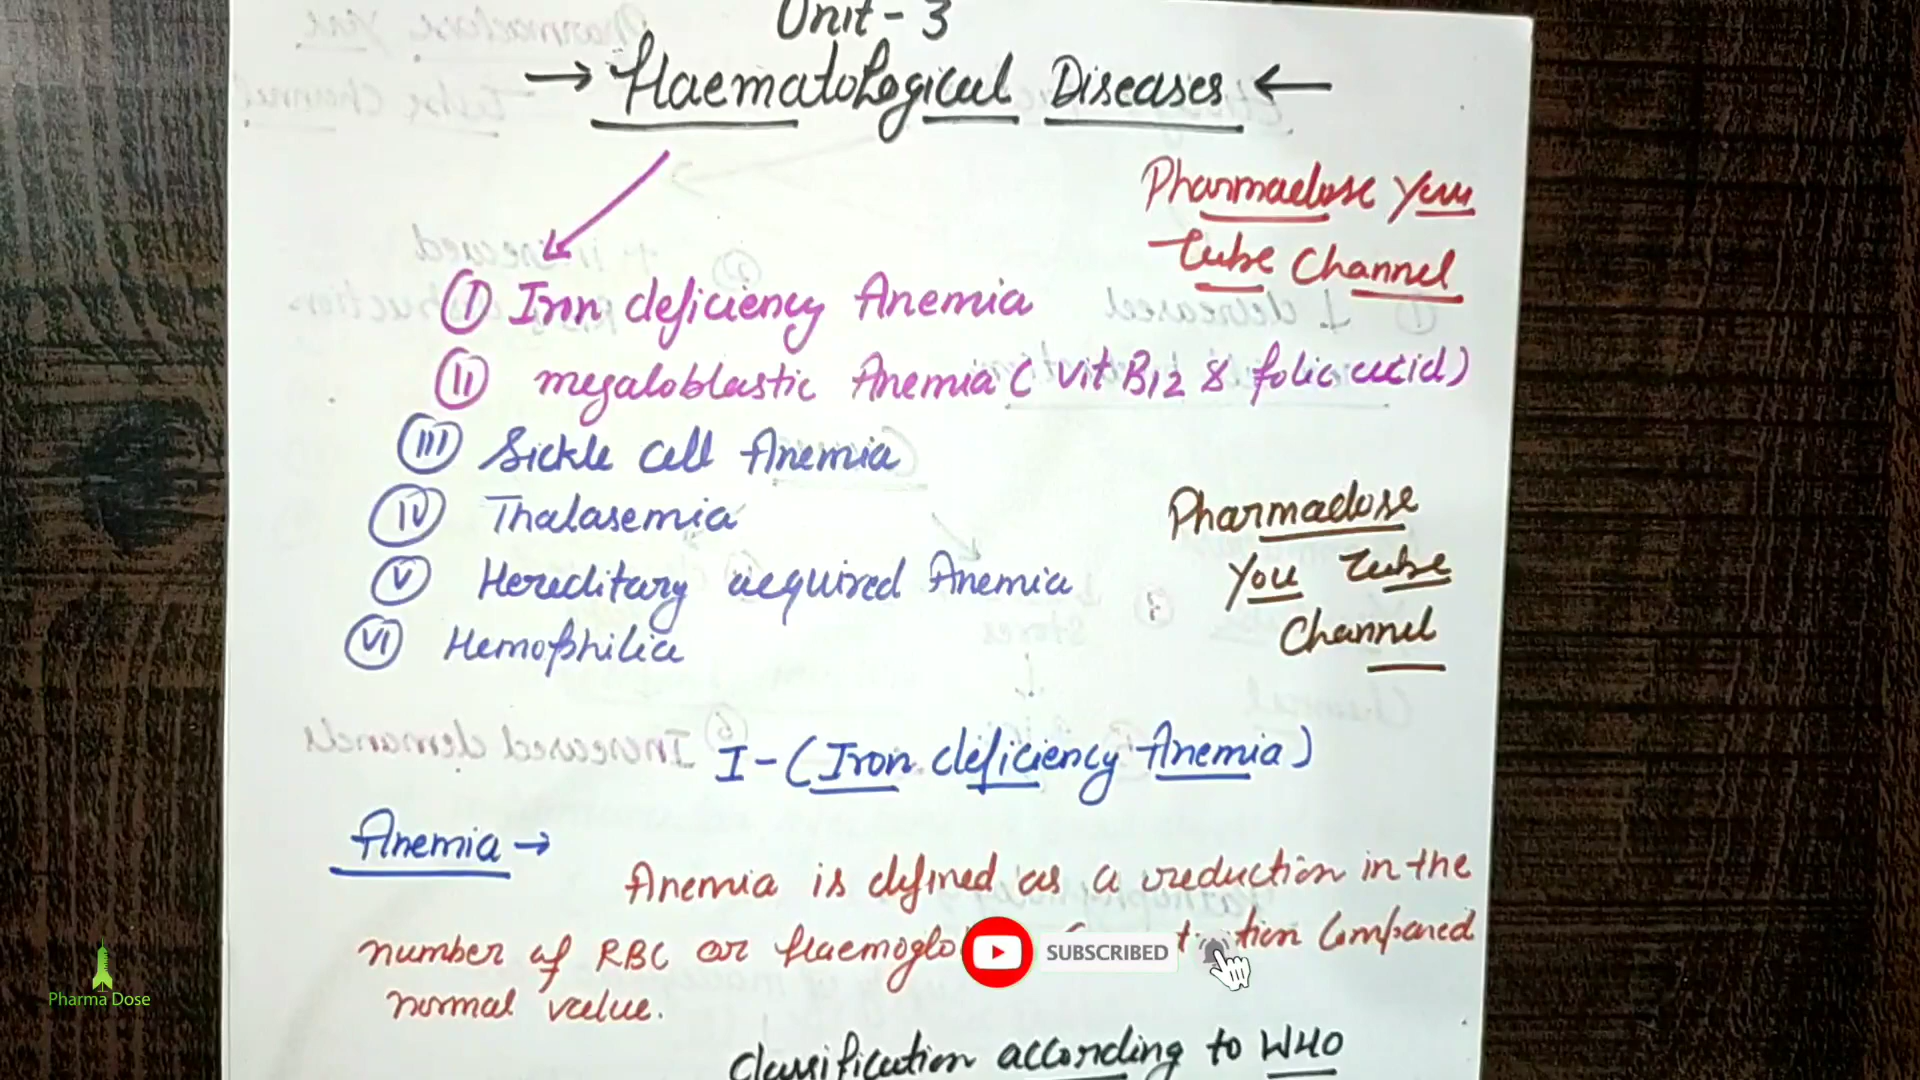 Unit - 3
→ Haematological Diseases ←
Pharmadose You
Tube Channel
I Iron deficiency Anemia
II megaloblastic Anemia ( Vit B12 & folic acid )
III Sickle cell Anemia
IV Thalasemia
V Hereditary acquired Anemia
VI Hemophilia
Pharmadose
You Tube
Channel
I - ( Iron deficiency Anemia )
Anemia →
Anemia is defined as a reduction in the
number of RBC or Haemoglo tion Compared
SUBSCRIBED
normal value.
Classification according to WHO
Pharma Dose